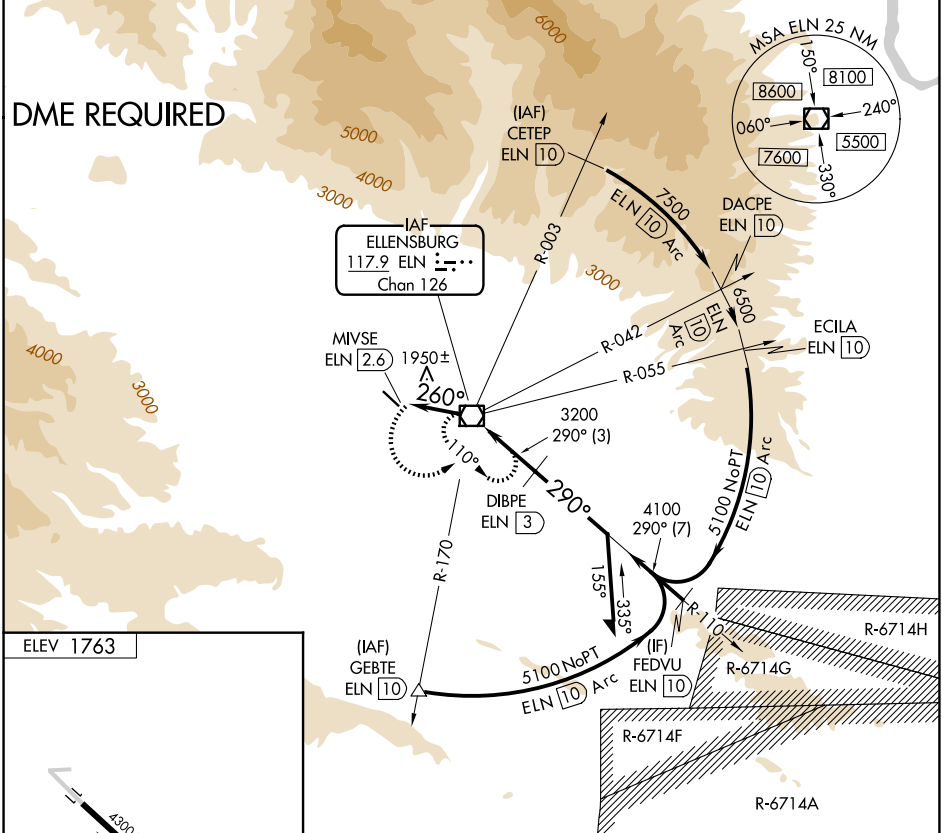 6000
MSA ELN 25 NM
150°
8100
8600
240°
060°
5500
7600
330°
DME REQUIRED
(IAF)
CETEP
ELN 10
5000
4000
3000
7500
ELN 10 Arc
DACPE
ELN 10
IAF
ELLENSBURG
117.9 ELN
Chan 126
R-003
3000
6500
ELN
10
Arc
R-042
ECILA
ELN 10
R-055
MIVSE
ELN 2.6
1950±
260°
4000
3000
3200
290° (3)
110°
DIBPE
ELN 3
290°
4100
290° (7)
5100 NoPT
ELN 10 Arc
R-170
155°
335°
R-110
R-6714H
ELEV 1763
(IAF)
GEBTE
ELN 10
5100 NoPT
ELN 10 Arc
(IF)
FEDVU
ELN 10
R-6714G
R-6714F
R-6714A
4300